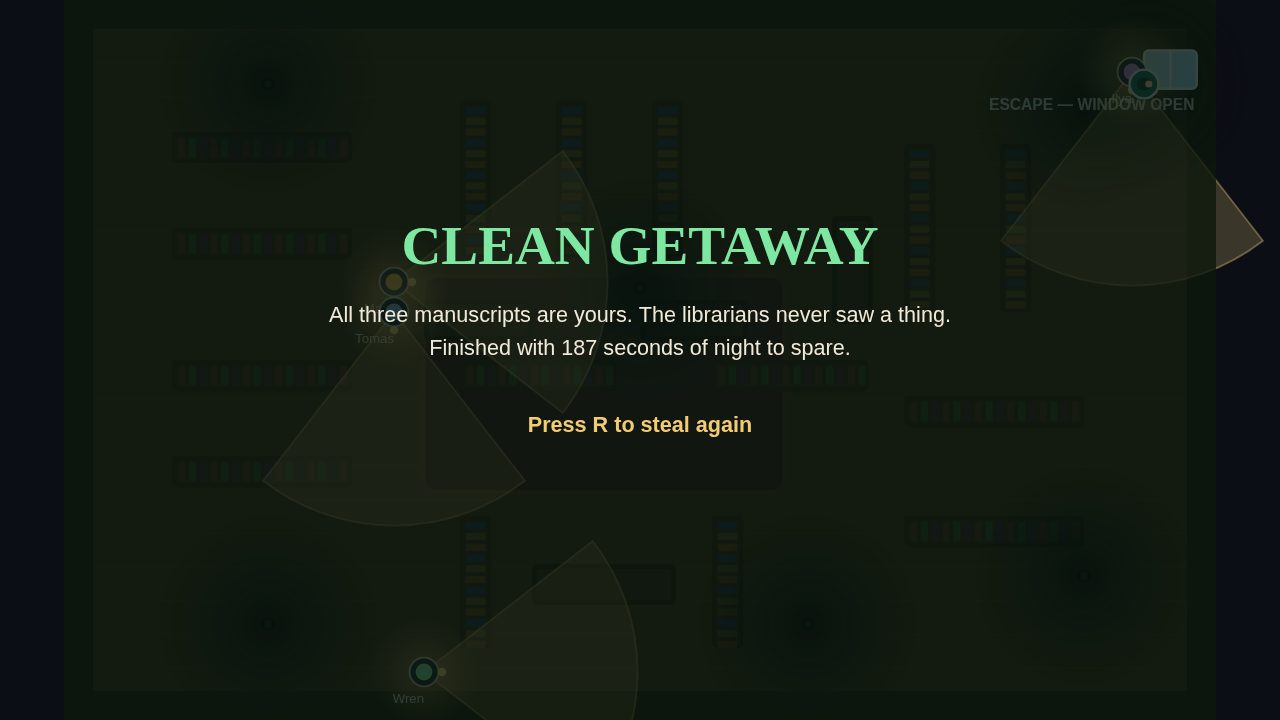 ESCAPE — WINDOW OPEN
CLEAN GETAWAY
All three manuscripts are yours. The librarians never saw a thing.
Tomas
Finished with 187 seconds of night to spare.
Press R to steal again
Wren